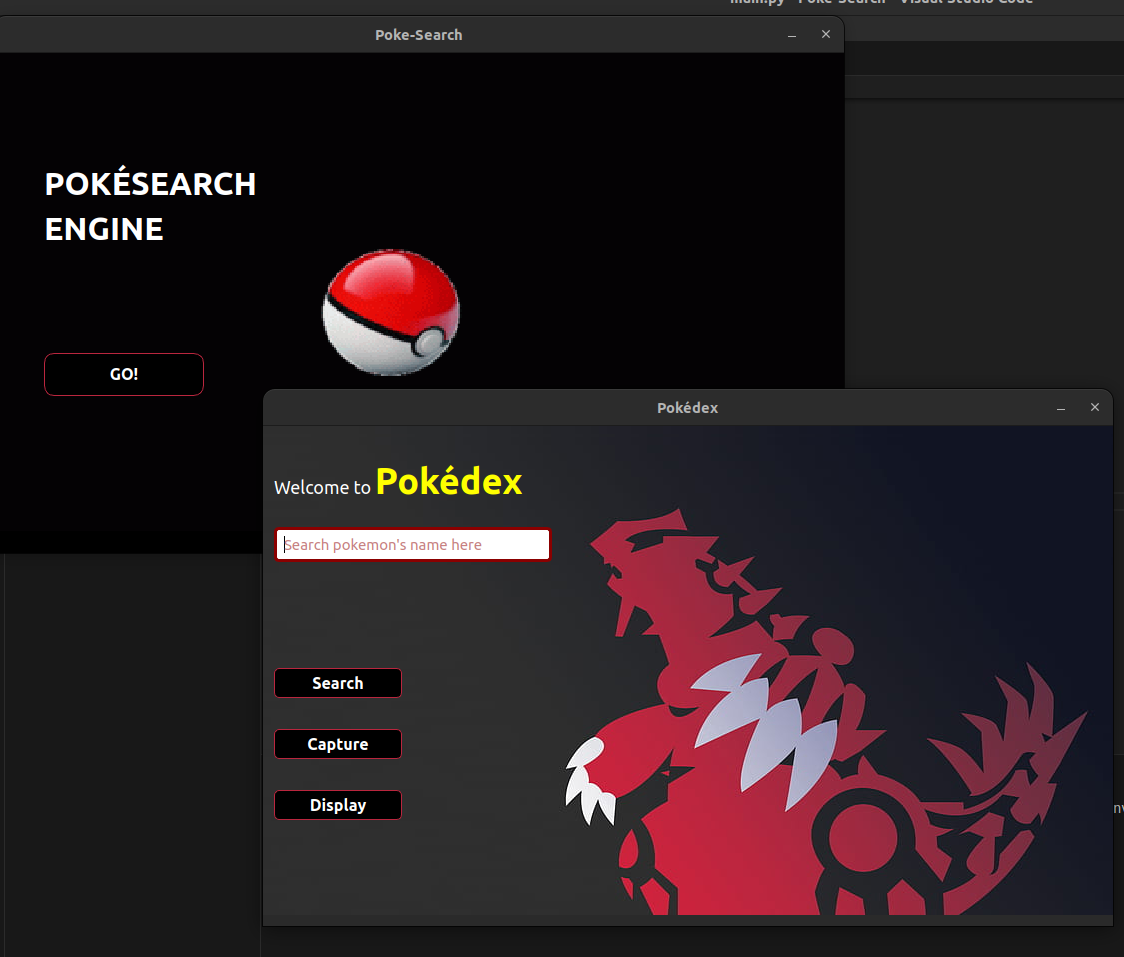 main.py - Poke-Search - Visual Studio Code
Poke-Search
POKÉSEARCH
ENGINE
GO!
Pokédex
Welcome to Pokédex
Search pokemon's name here
Search
Capture
Display